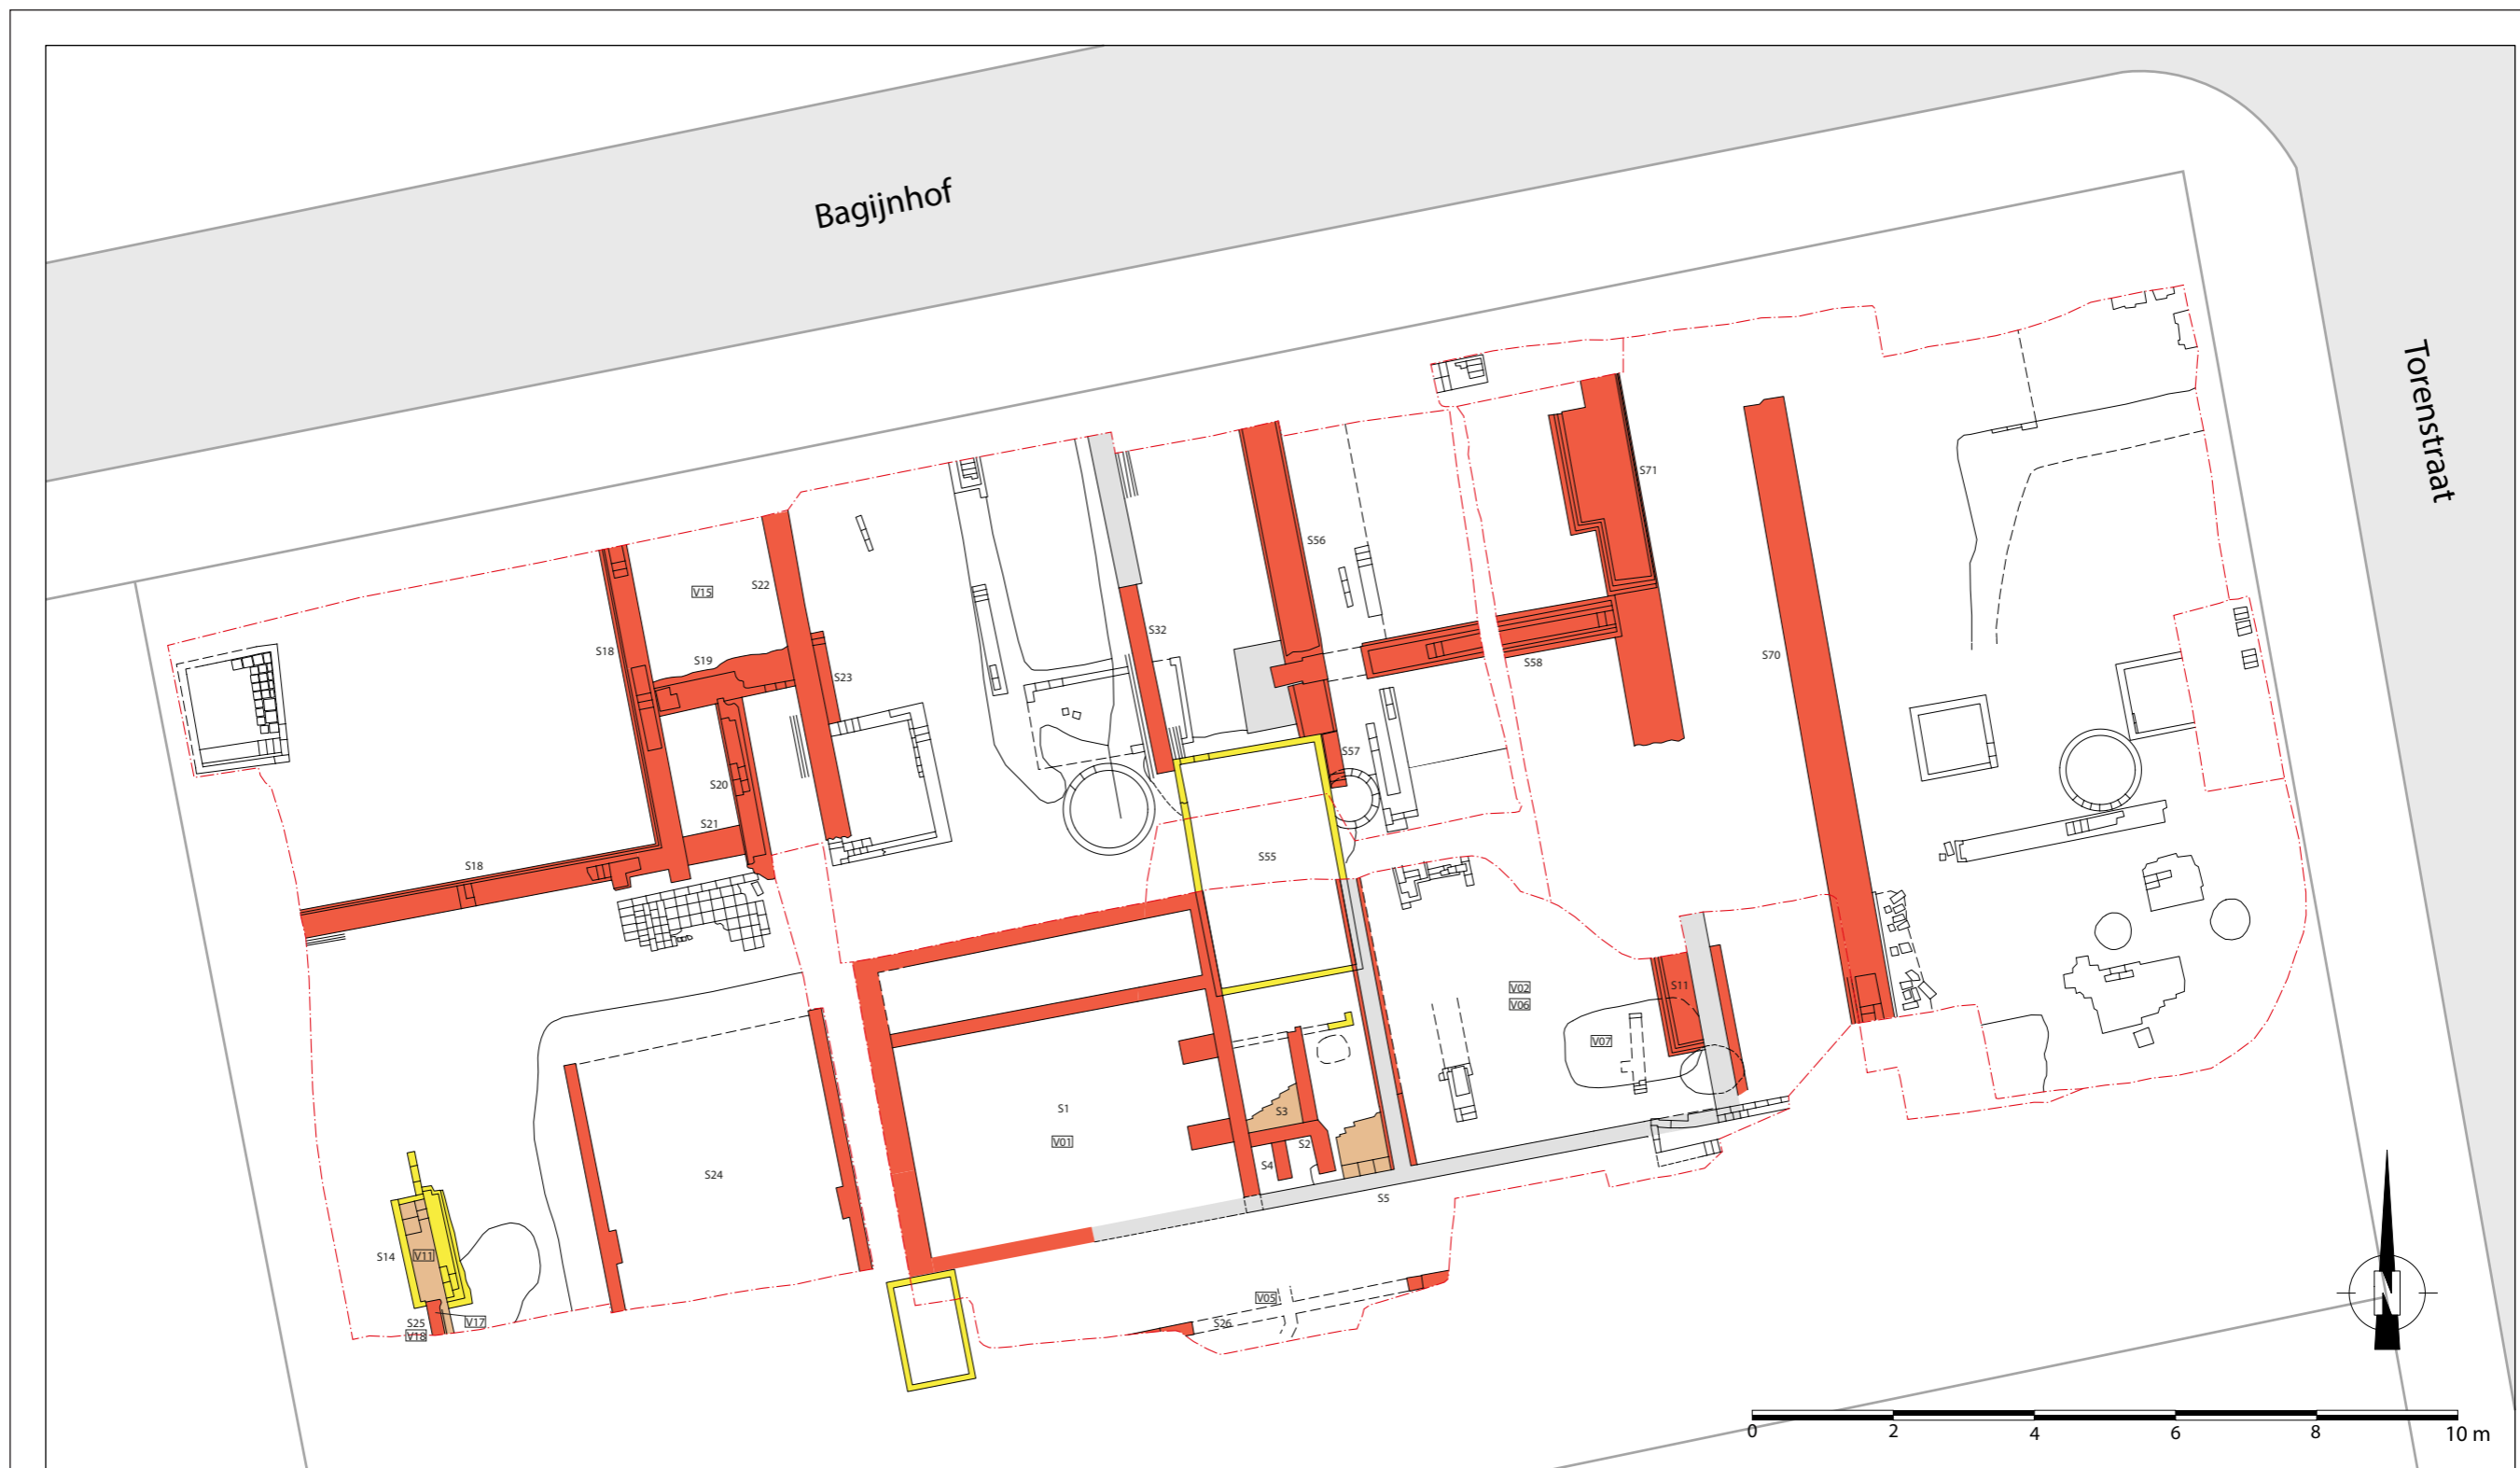 Bagijnhof
Torenstraat
S71
S56
V15
S22
S32
S18
S19
S58
S70
S23
S57
S20
S21
S55
S18
S11
V02
V06
V07
S1
S3
V01
S2
S4
S24
S5
S14
V11
V05
S25
V17
S26
V18
N
0 2 4 6 8 10 m